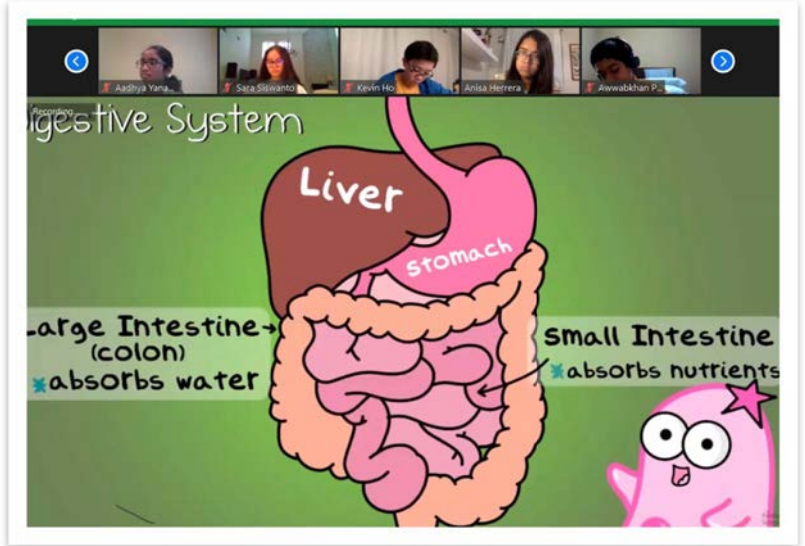 Aadhya Yana...
Sara Siswanto
Kevin Ho
Anisa Herrera
Awwabkhan P...
Recording...
igestive System
Liver
stomach
Large Intestine
(colon)
*absorbs water
small Intestine
*absorbs nutrients